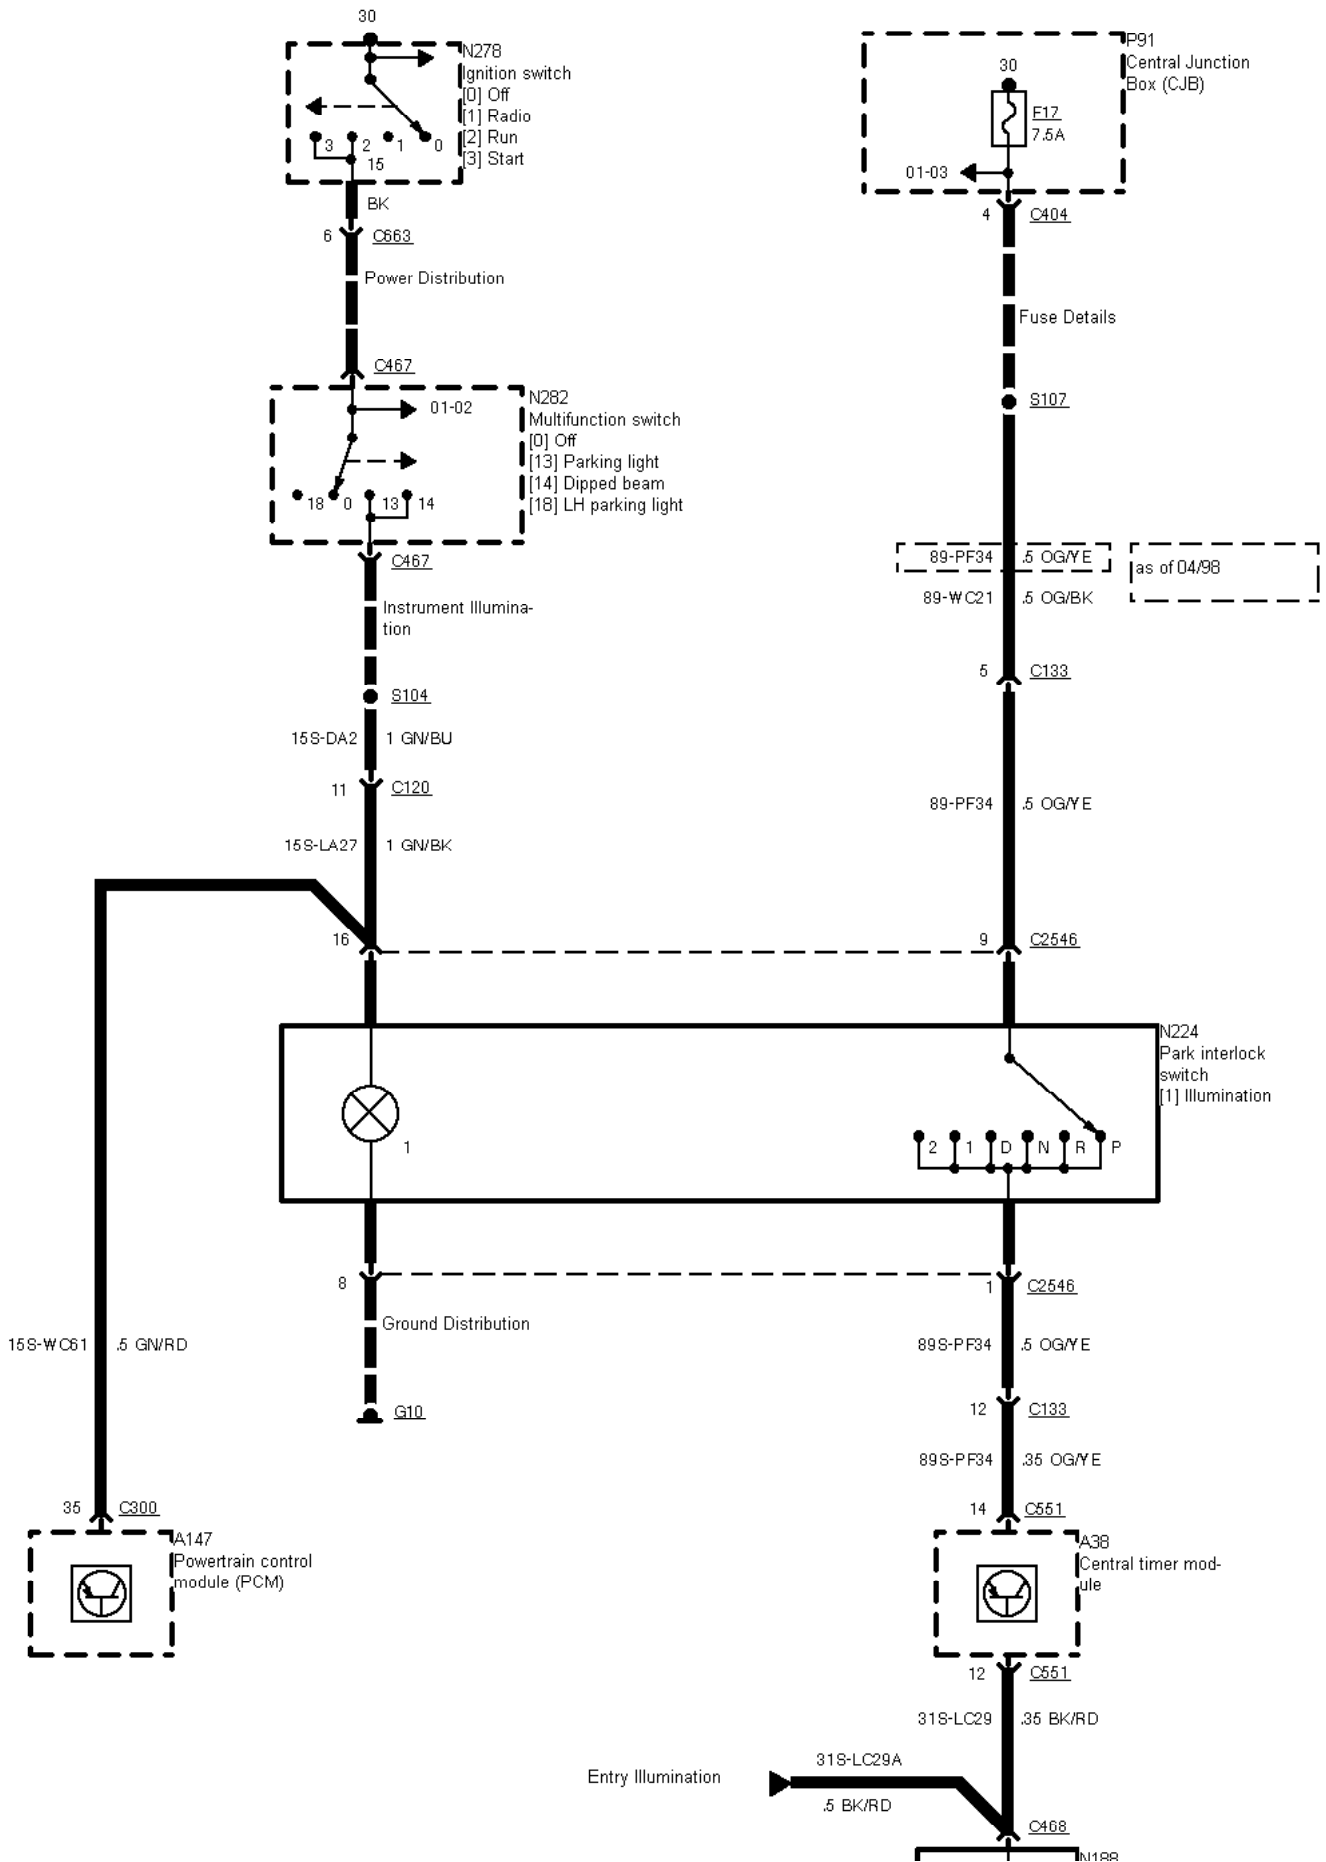 30
N278
Ignition switch
[0] Off
[1] Radio
[2] Run
[3] Start
3
2
1
0
15
BK
6
C663
Power Distribution
C467
N282
Multifunction switch
[0] Off
[13] Parking light
[14] Dipped beam
[18] LH parking light
01-02
18
0
13
14
C467
Instrument Illumina-
tion
S104
15S-DA2
1 GN/BU
11
C120
15S-LA27
1 GN/BK
16
P91
Central Junction
Box (CJB)
30
F17
7.5A
01-03
4
C404
Fuse Details
S107
89-PF34
.5 OG/YE
as of 04/98
89-WC21
.5 OG/BK
5
C133
89-PF34
.5 OG/YE
9
C2546
N224
Park interlock
switch
[1] Illumination
1
2
1
D
N
R
P
8
Ground Distribution
G10
15S-WC61
.5 GN/RD
35
C300
A147
Powertrain control
module (PCM)
1
C2546
89S-PF34
.5 OG/YE
12
C133
89S-PF34
.35 OG/YE
14
C551
A38
Central timer mod-
ule
12
C551
31S-LC29
.35 BK/RD
31S-LC29A
Entry Illumination
.5 BK/RD
C468
N188